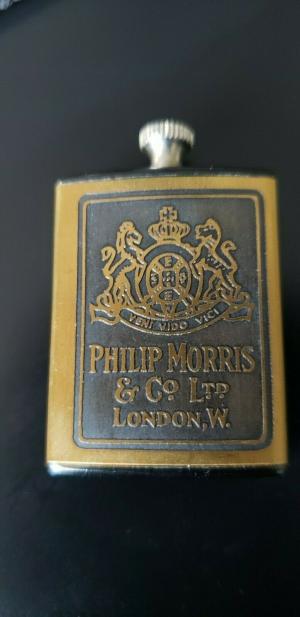 VENI VIDO VICI
PHILIP MORRIS
& CO LTD
LONDON, W.